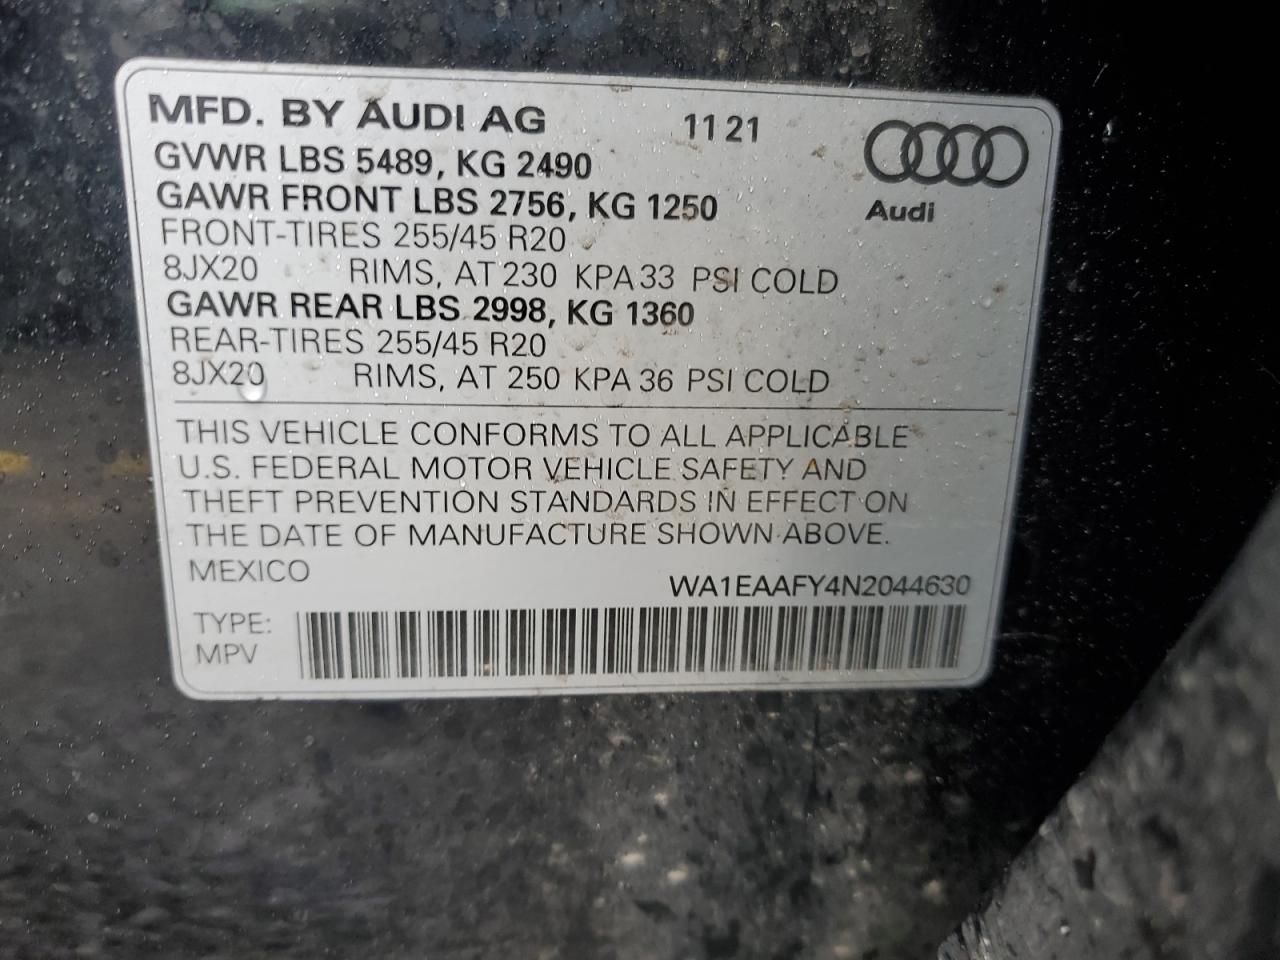 MFD. BY AUDI AG 11 21
GVWR LBS 5489, KG 2490
GAWR FRONT LBS 2756, KG 1250
Audi
FRONT-TIRES 255/45 R20
8JX20 RIMS, AT 230 KPA 33 PSI COLD
GAWR REAR LBS 2998, KG 1360
REAR-TIRES 255/45 R20
8JX20 RIMS, AT 250 KPA 36 PSI COLD
THIS VEHICLE CONFORMS TO ALL APPLICABLE
U.S. FEDERAL MOTOR VEHICLE SAFETY AND
THEFT PREVENTION STANDARDS IN EFFECT ON
THE DATE OF MANUFACTURE SHOWN ABOVE.
MEXICO
WA1EAAFY4N2044630
TYPE:
MPV